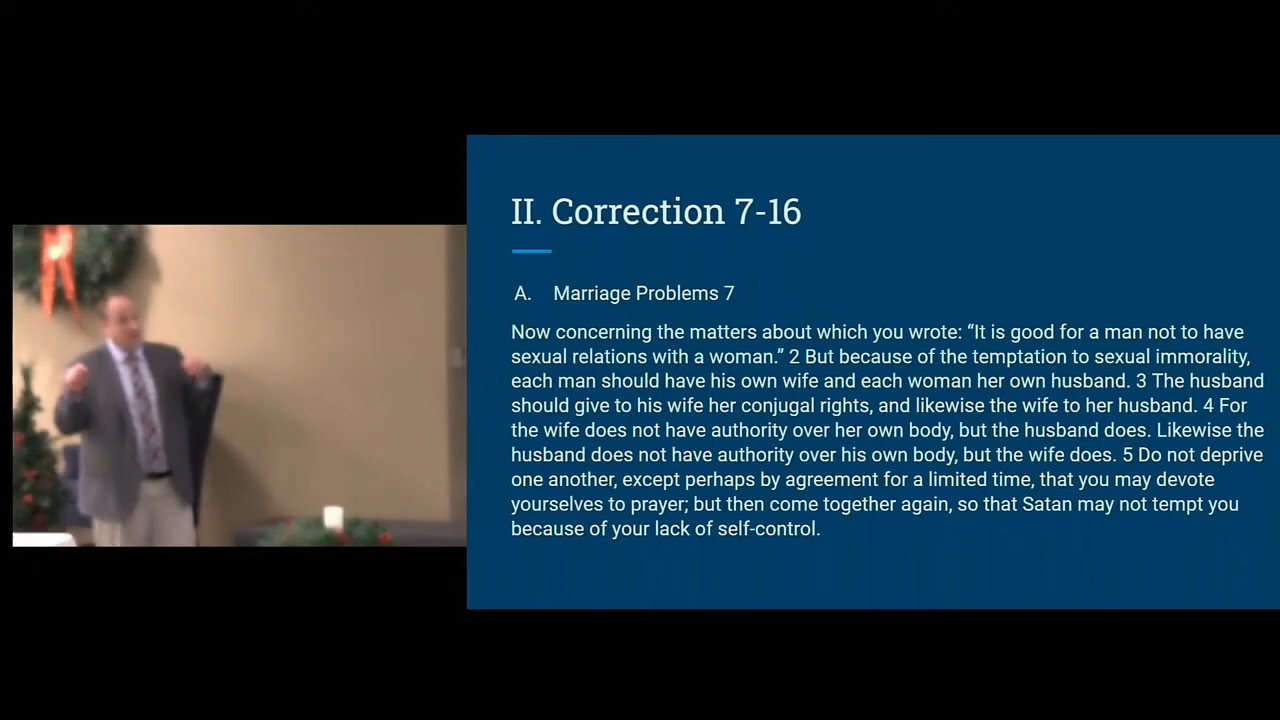 II. Correction 7-16
A. Marriage Problems 7
Now concerning the matters about which you wrote: “It is good for a man not to have
sexual relations with a woman.” 2 But because of the temptation to sexual immorality,
each man should have his own wife and each woman her own husband. 3 The husband
should give to his wife her conjugal rights, and likewise the wife to her husband. 4 For
the wife does not have authority over her own body, but the husband does. Likewise the
husband does not have authority over his own body, but the wife does. 5 Do not deprive
one another, except perhaps by agreement for a limited time, that you may devote
yourselves to prayer; but then come together again, so that Satan may not tempt you
because of your lack of self-control.